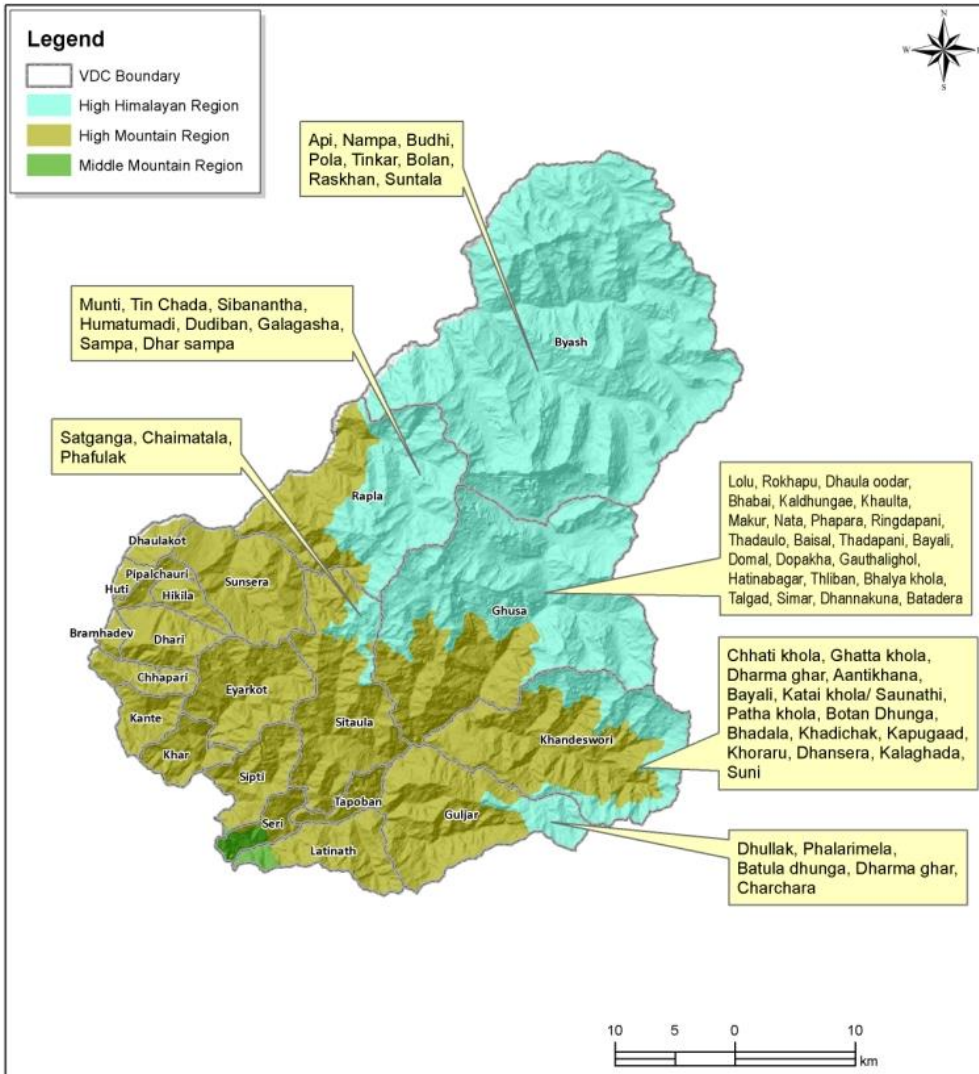 N
W
S
Legend
VDC Boundary
High Himalayan Region
High Mountain Region
Middle Mountain Region
Api, Nampa, Budhi,
Pola, Tinkar, Bolan,
Raskhan, Suntala
Munti, Tin Chada, Sibanantha,
Humatumadi, Dudiban, Galagasha,
Sampa, Dhar sampa
Byash
Satganga, Chaimatala,
Phafulak
Rapla
Lolu, Rokhapu, Dhaula oodar,
Bhabai, Kaldhungae, Khaulta,
Makur, Nata, Phapara, Ringdapani,
Thadaulo, Baisal, Thadapani, Bayali,
Domal, Dopakha, Gauthalighol,
Hatinabagar, Thliban, Bhalya khola,
Talgad, Simar, Dhannakuna, Batadera
Dhaulakot
Pipalchauri
Sunsera
Huti
Hikila
Ghusa
Bramhadev
Dhari
Chhapari
Eyarkot
Kante
Sitaula
Khandeswori
Chhati khola, Ghatta khola,
Dharma ghar, Aantikhana,
Bayali, Katai khola/ Saunathi,
Patha khola, Botan Dhunga,
Bhadala, Khadichak, Kapugaad,
Khoraru, Dhansera, Kalaghada,
Suni
Khar
Sipti
Tapoban
Guljar
Seri
Latinath
Dhullak, Phalarimela,
Batula dhunga, Dharma ghar,
Charchara
10 5 0 10
km